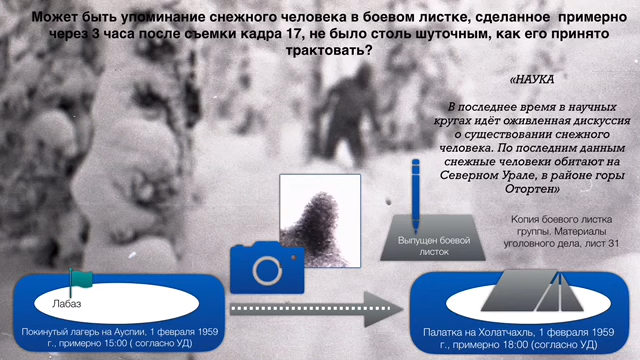 Может быть упоминание снежного человека в боевом листке, сделанное примерно
через 3 часа после съемки кадра 17, не было столь шуточным, как его принято
трактовать?
«НАУКА
В последнее время в научных
кругах идёт оживленная дискуссия
о существовании снежного
человека. По последним данным
снежные человеки обитают на
Северном Урале, в районе горы
Отортен»
Копия боевого листка
группы. Материалы
уголовного дела, лист 31
Выпущен боевой
листок
Лабаз
Покинутый лагерь на Ауспии, 1 февраля 1959
г., примерно 15:00 ( согласно УД)
Палатка на Холатчахль, 1 февраля 1959
г., примерно 18:00 (согласно УД)